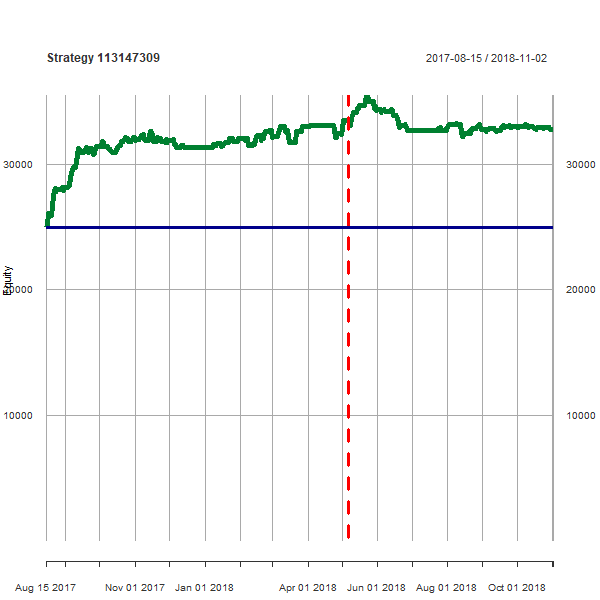 Strategy 113147309
2017-08-15 / 2018-11-02
30000
30000
Equity
20000
20000
10000
10000
Aug 15 2017
Nov 01 2017
Jan 01 2018
Apr 01 2018
Jun 01 2018
Aug 01 2018
Oct 01 2018